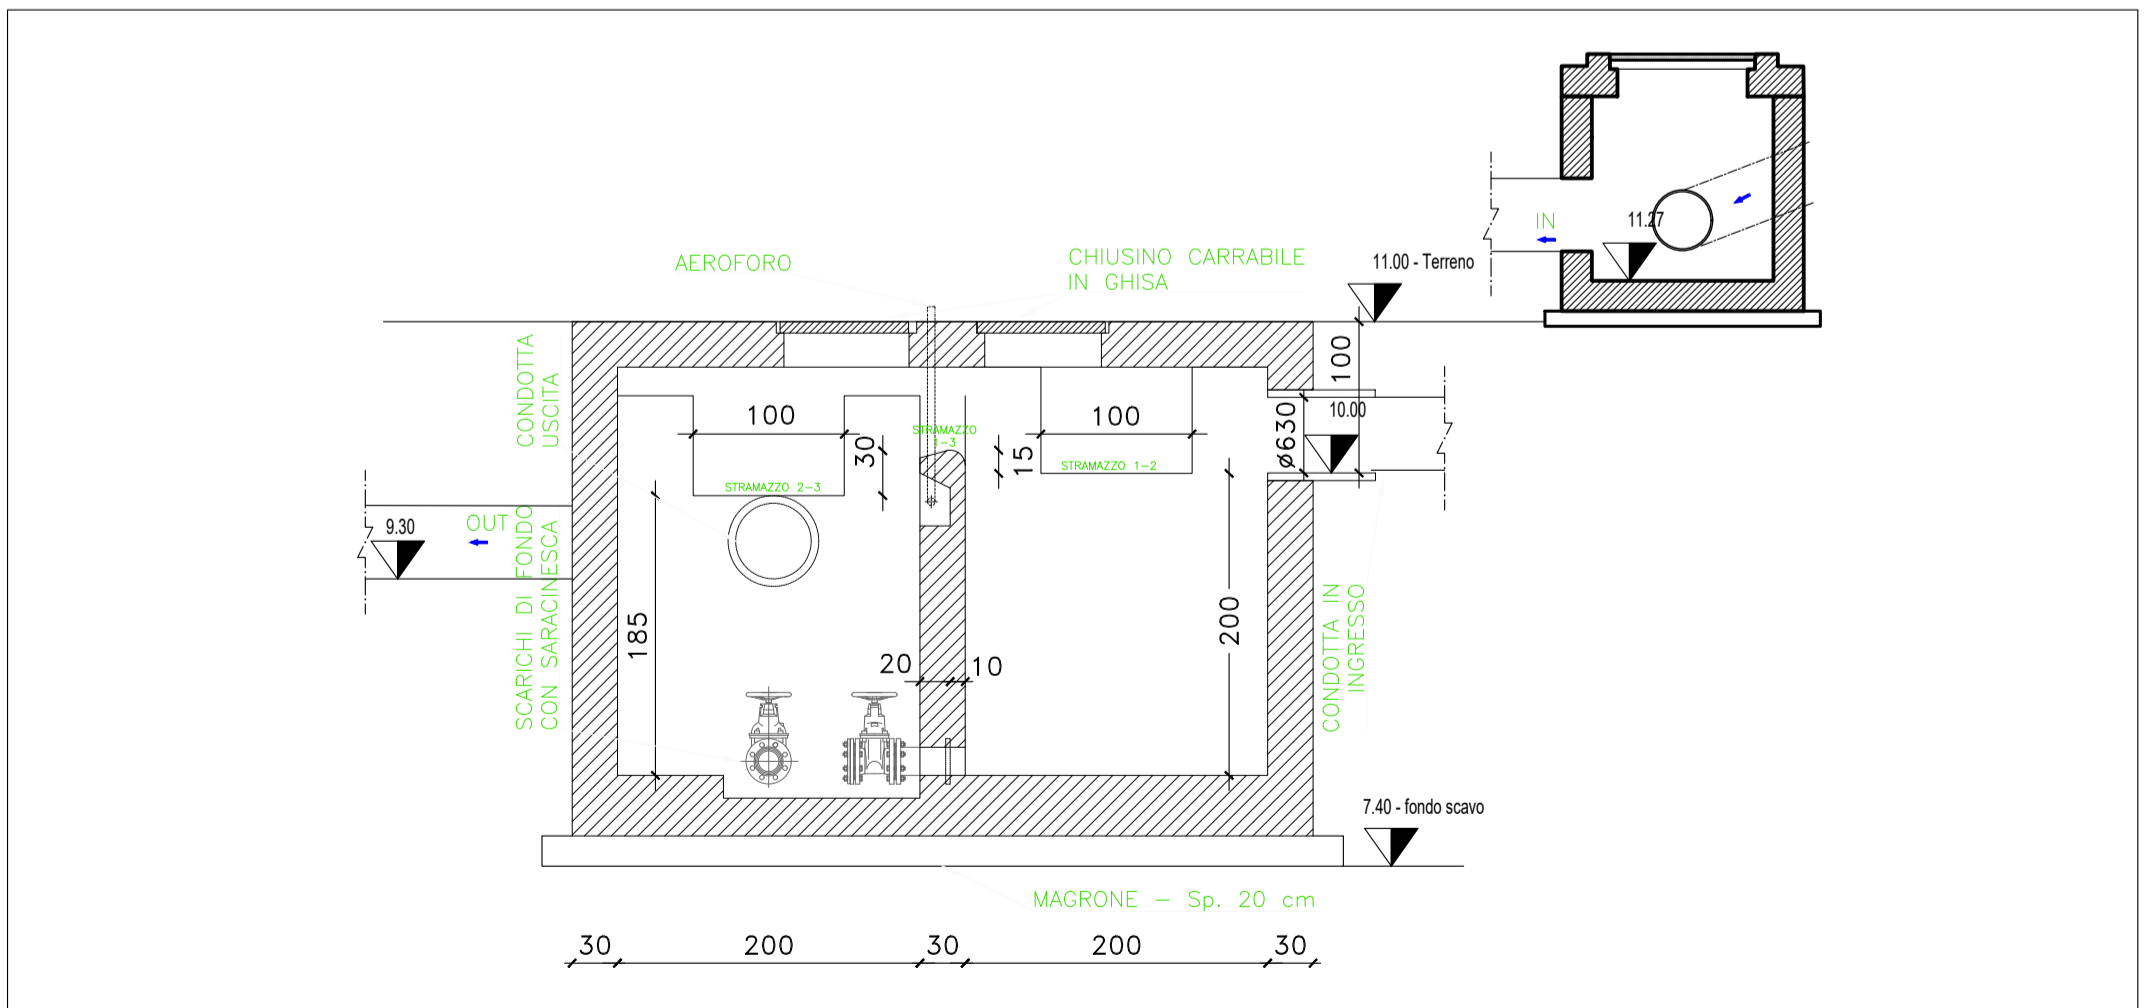 AEROFORO
CHIUSINO CARRABILE
IN GHISA
11.00 - Terreno
IN
11.27
CONDOTTA
USCITA
100
30
STRAMAZZO
1-3
15
100
STRAMAZZO 1-2
STRAMAZZO 2-3
ø630
100
10.00
9.30
OUT
SCARICHI DI FONDO
CON SARACINESCA
185
20
10
200
CONDOTTA IN
INGRESSO
7.40 - fondo scavo
MAGRONE - Sp. 20 cm
30
200
30
200
30